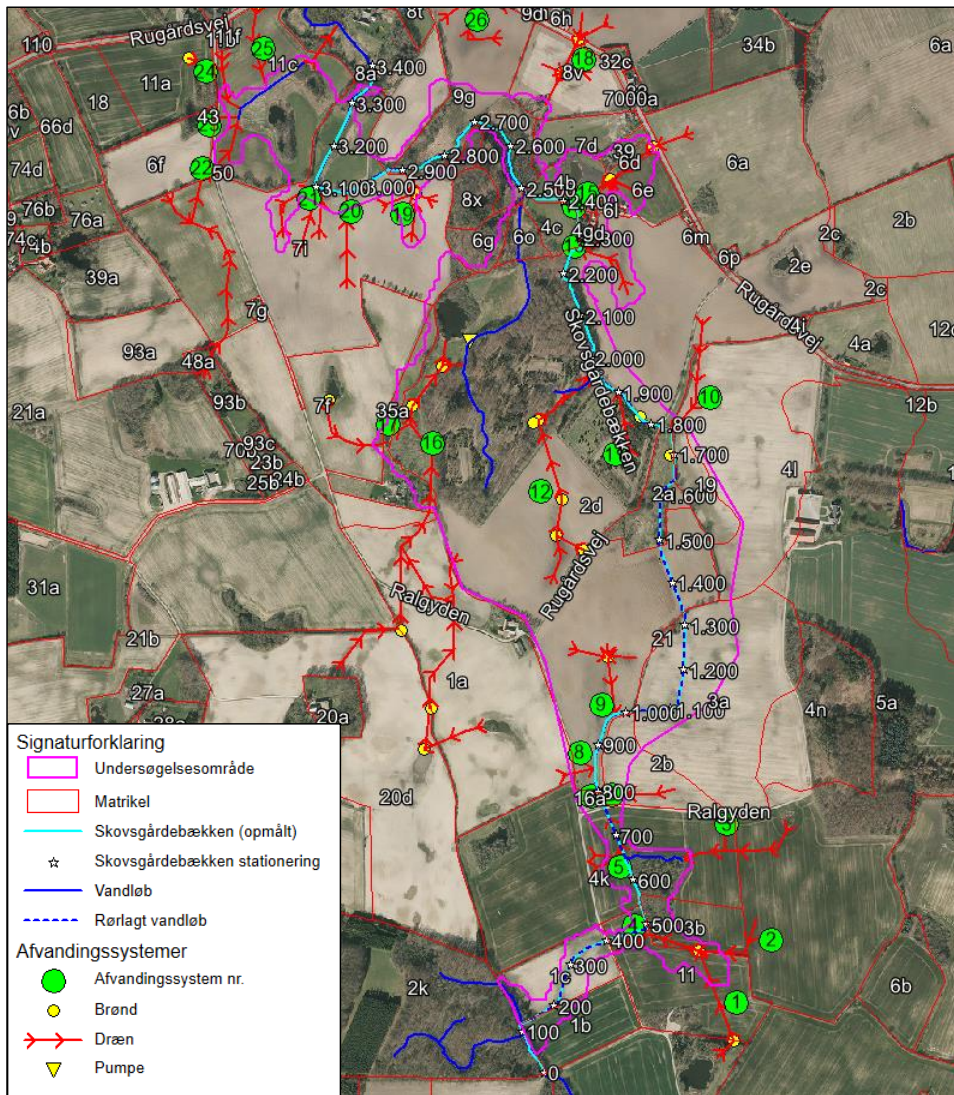 110
Rugårdsvej
111f
25
11c
8t
26
9d
6h
18
32c
34b
6a
11a
24
18
8a
3.400
8v
7000a
66d
43
3.300
9g
2.700
7d
39
6d
6a
6b
74d
6f
22
50
3.200
2.800
2.600
6e
3.100
3.000
2.900
8x
2.500
4b
15
2.400
6l
76b
76a
74c
74b
21
20
19
7i
6g
6o
4c
4g
2.300
6m
2c
2b
39a
2.200
6p
2e
2c
7g
Skovsgårdebækken
2.100
Rugårdsvej
4i
4a
12c
93a
48a
2.000
21a
93b
7f
35a
1.900
10
12b
93c
23b
25b
24b
16
1.800
1.700
12
2d
2a
19
1.600
4l
31a
Rugårdsvej
1.500
Ralgyden
1.400
21b
1.300
21
1a
1.200
27a
20a
9
1.000
1.100
3a
4n
5a
8
900
2b
20d
800
16a
Ralgyden
700
3
5
4k
600
4
500
3b
2
400
300
1c
11
2k
200
1
6b
100
1b
0
Signaturforklaring
Undersøgelsesområde
Matrikel
Skovsgårdebækken (opmålt)
Skovsgårdebækken stationering
Vandløb
Rørlagt vandløb
Afvandingssystemer
Afvandingssystem nr.
Brønd
Dræn
Pumpe